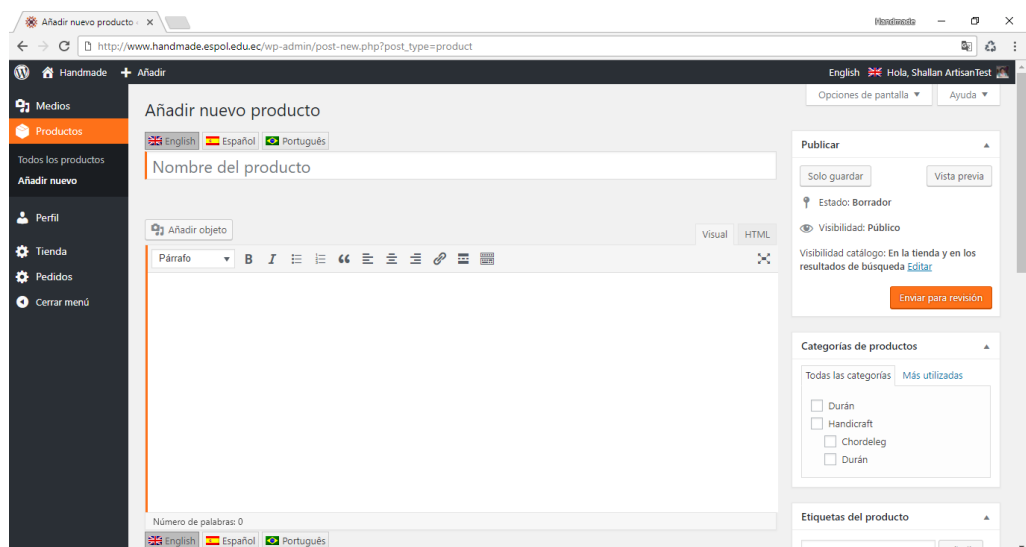 Añadir nuevo producto
Handmade
http://www.handmade.espol.edu.ec/wp-admin/post-new.php?post_type=product
Handmade
Añadir
English
Hola, Shallan ArtisanTest
Medios
Productos
Todos los productos
Añadir nuevo
Perfil
Tienda
Pedidos
Cerrar menú
Opciones de pantalla
Ayuda
Añadir nuevo producto
English
Español
Português
Nombre del producto
Añadir objeto
Visual
HTML
Párrafo
B
I
Número de palabras: 0
English
Español
Português
Publicar
Solo guardar
Vista previa
Estado: Borrador
Visibilidad: Público
Visibilidad catálogo: En la tienda y en los
resultados de búsqueda Editar
Enviar para revisión
Categorías de productos
Todas las categorías
Más utilizadas
Durán
Handicraft
Chordeleg
Durán
Etiquetas del producto